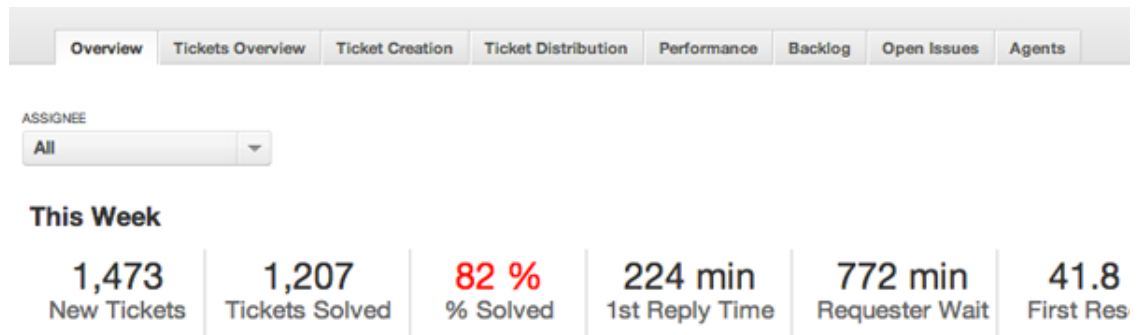 Overview Tickets Overview Ticket Creation Ticket Distribution Performance Backlog Open Issues Agents
ASSIGNEE
All
This Week
1,473 1,207 82 % 224 min 772 min 41.8
New Tickets Tickets Solved % Solved 1st Reply Time Requester Wait First